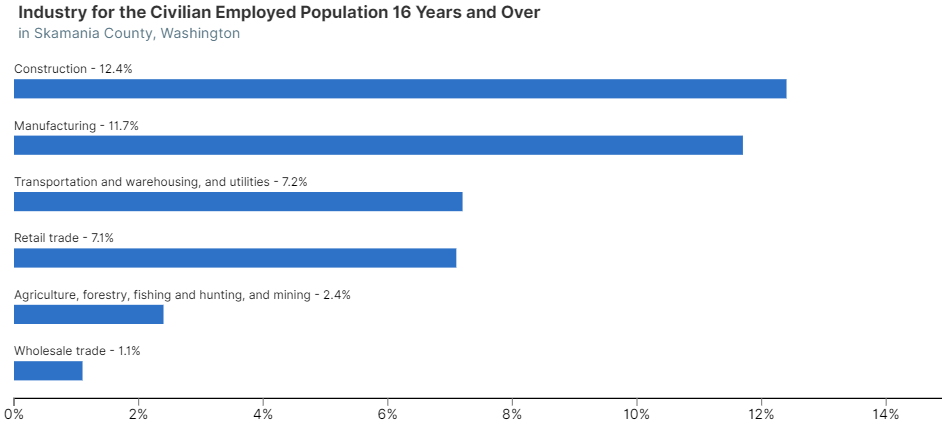 Industry for the Civilian Employed Population 16 Years and Over
in Skamania County, Washington
Construction - 12.4%
Manufacturing - 11.7%
Transportation and warehousing, and utilities - 7.2%
Retail trade - 7.1%
Agriculture, forestry, fishing and hunting, and mining - 2.4%
Wholesale trade - 1.1%
0% 2% 4% 6% 8% 10% 12% 14%